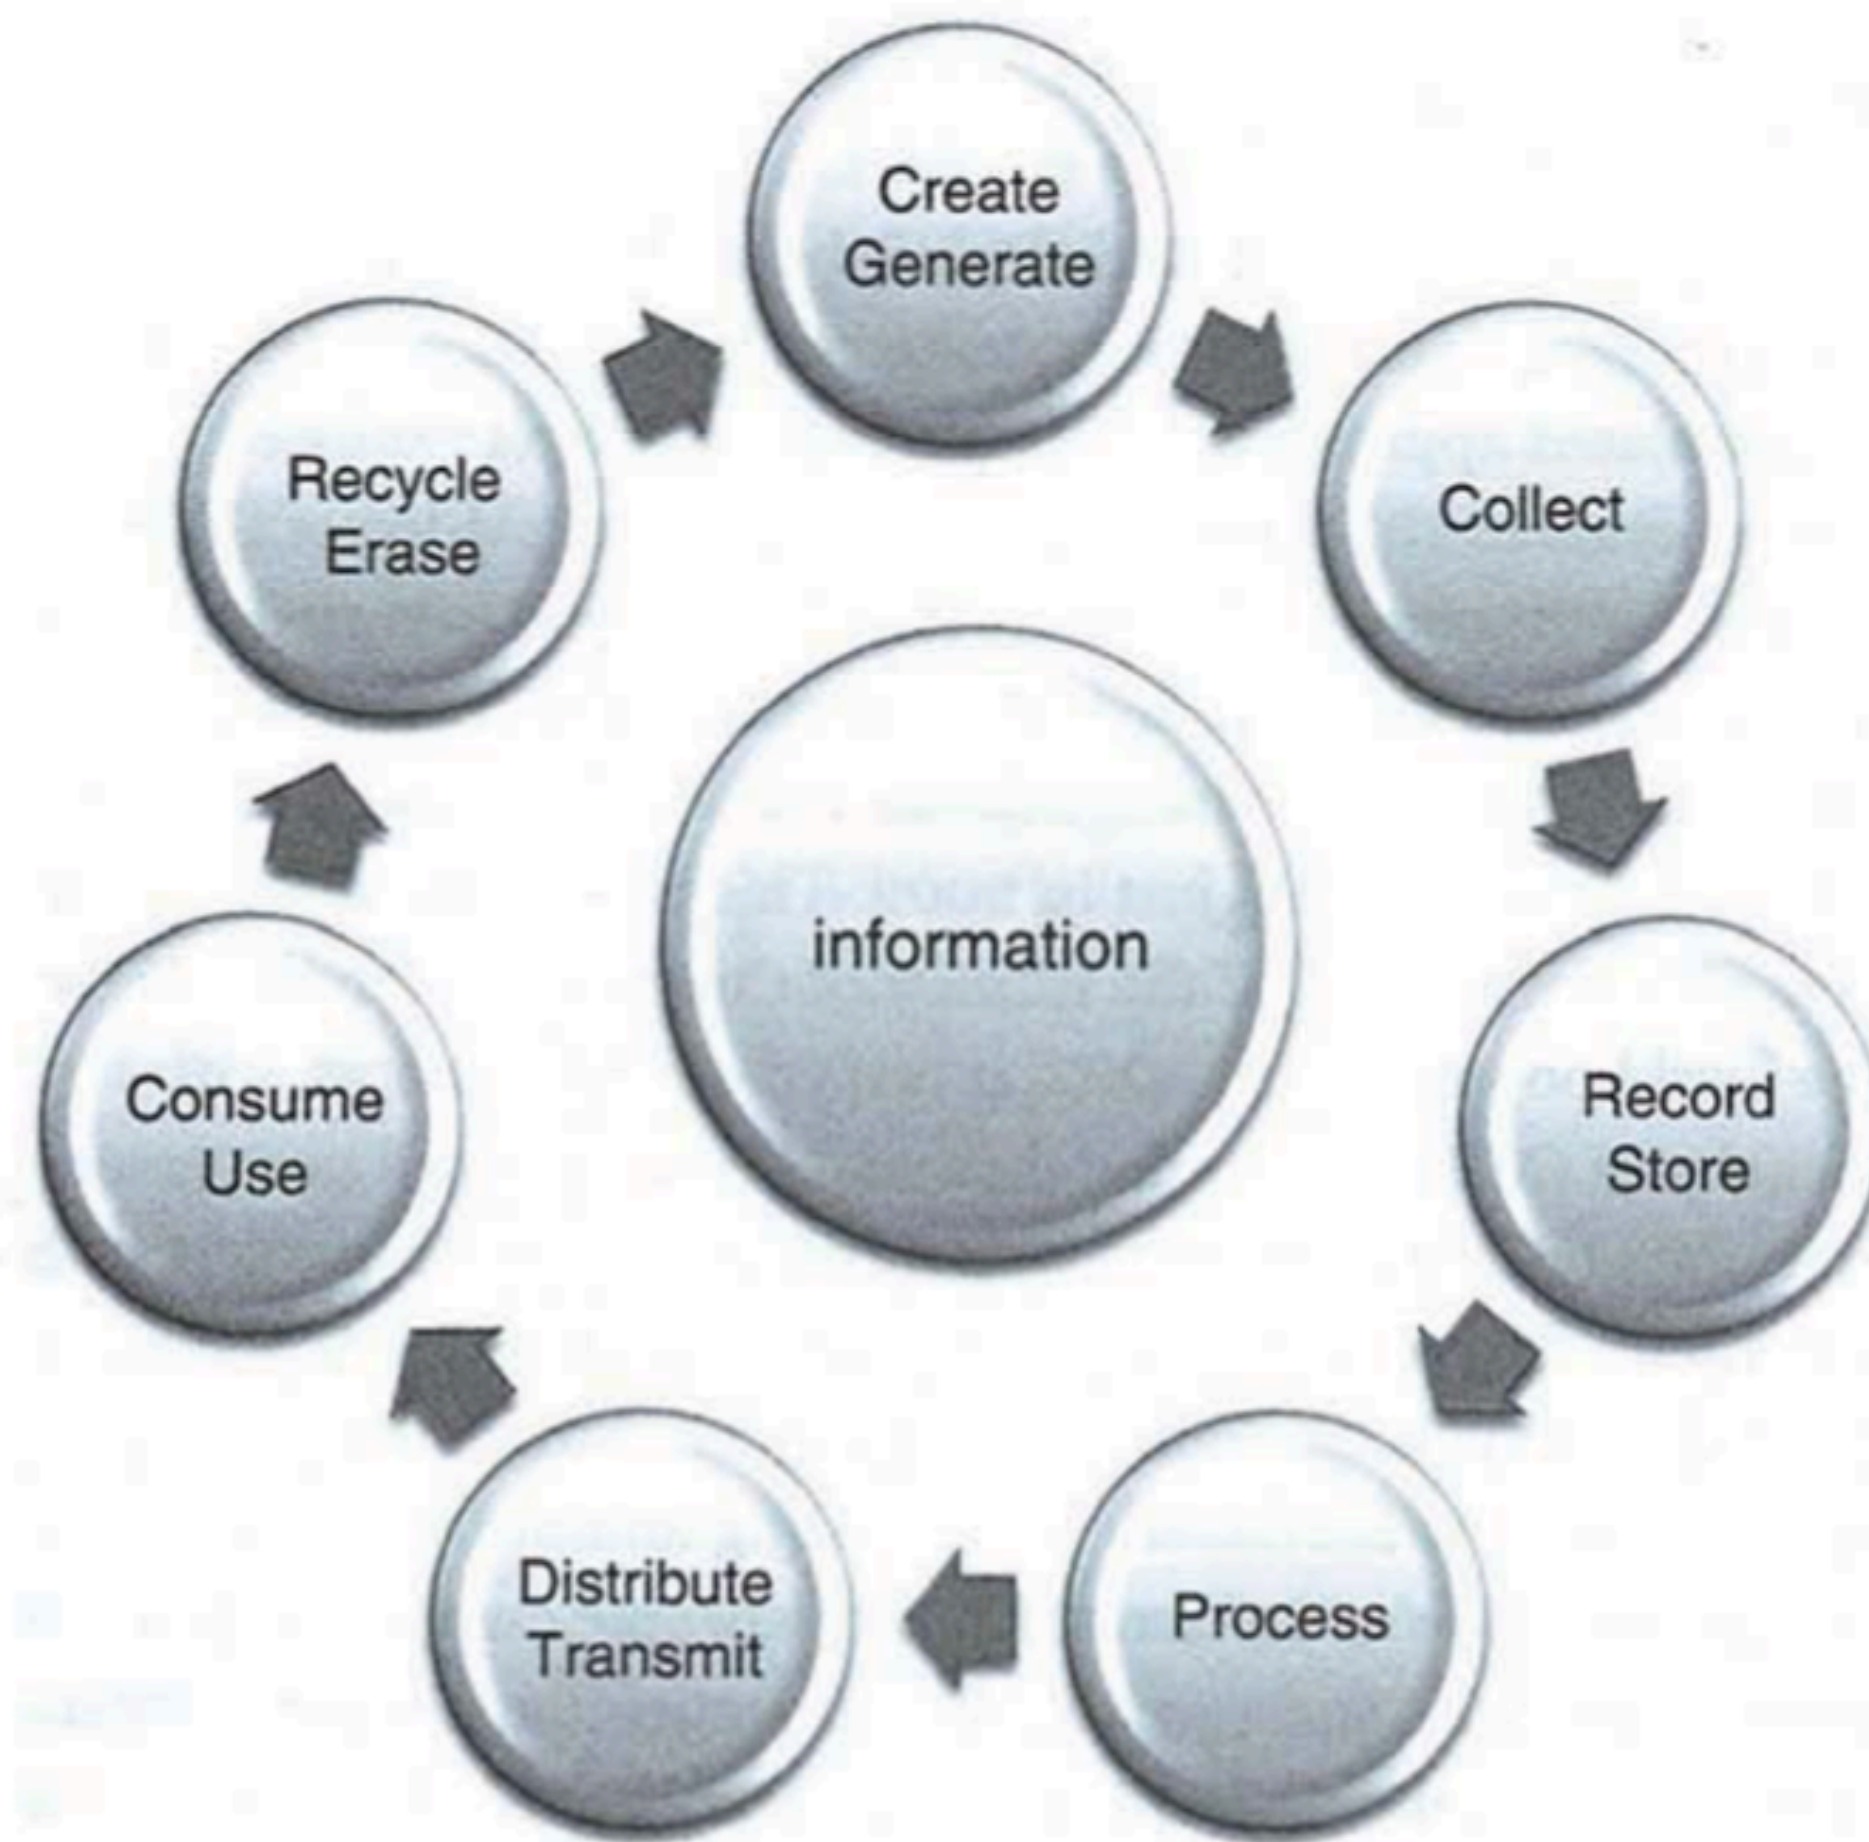 Create
Generate
Collect
Record
Store
Process
Distribute
Transmit
Consume
Use
Recycle
Erase
information